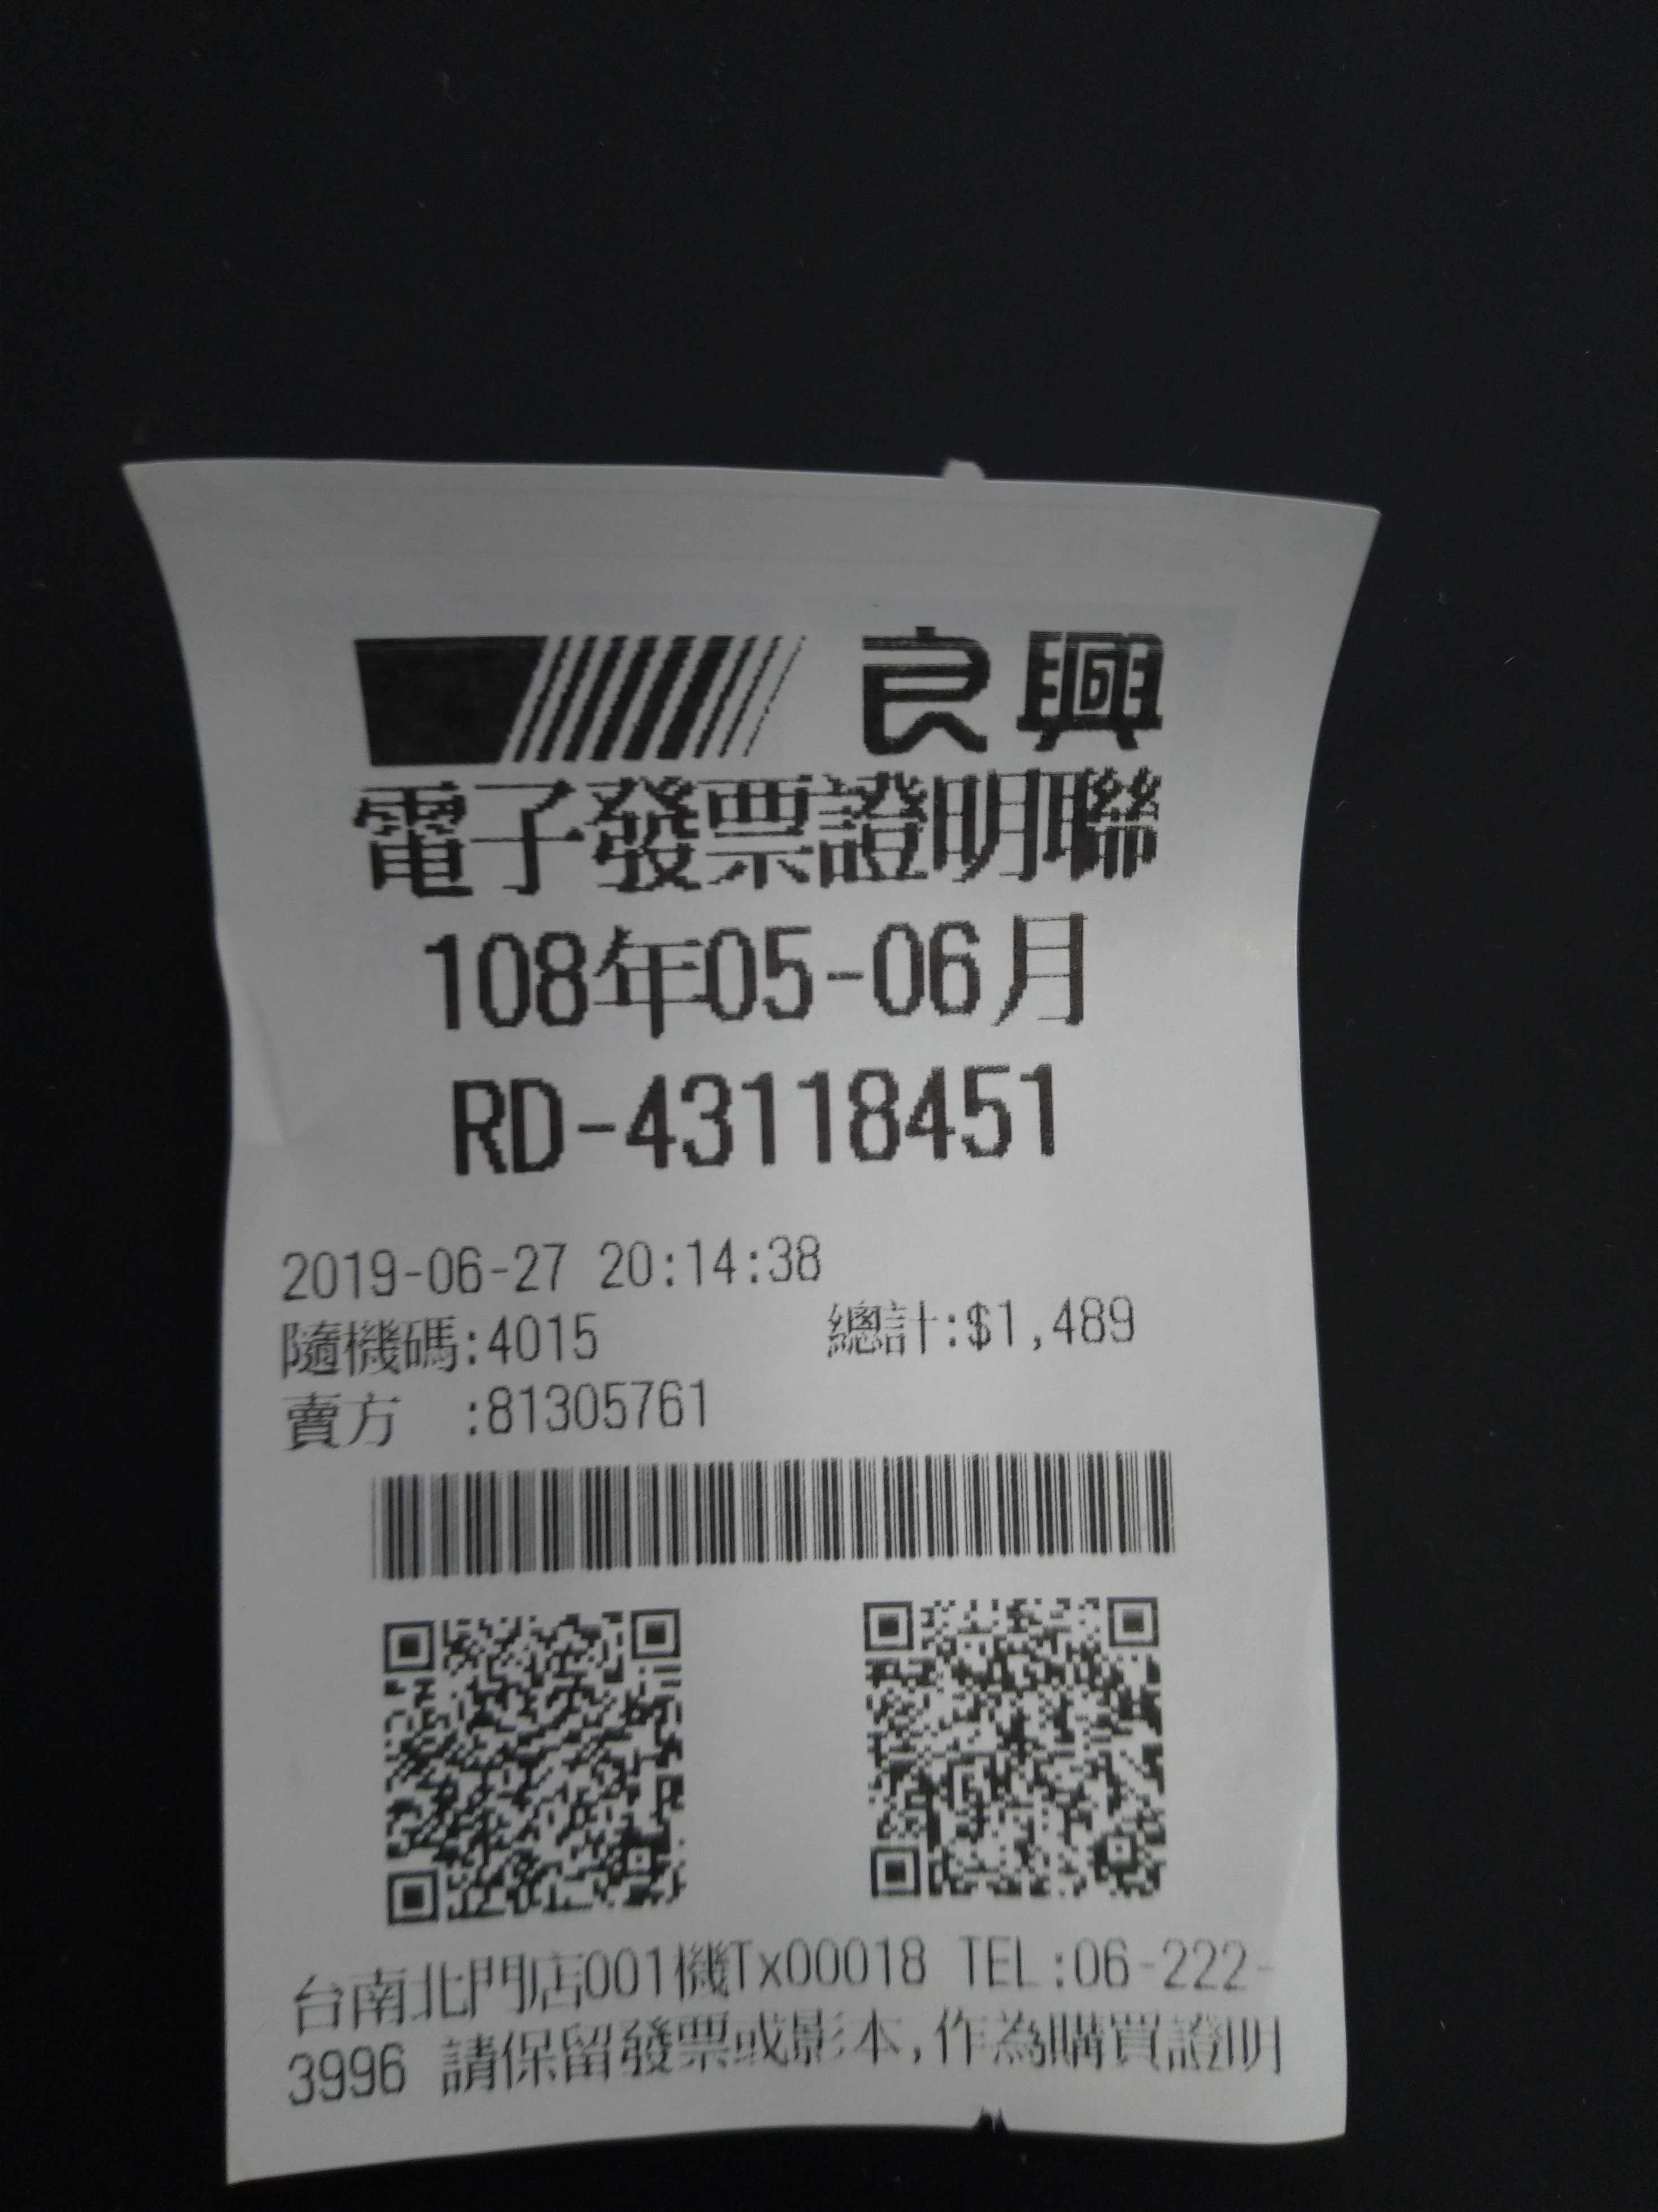 良興
電子發票證明聯
108年05-06月
RD-43118451
2019-06-27 20:14:38
隨機碼:4015 總計:$1,489
賣方 :81305761
台南北門店001機Tx00018 TEL:06-222-
3996 請保留發票或影本,作為購買證明